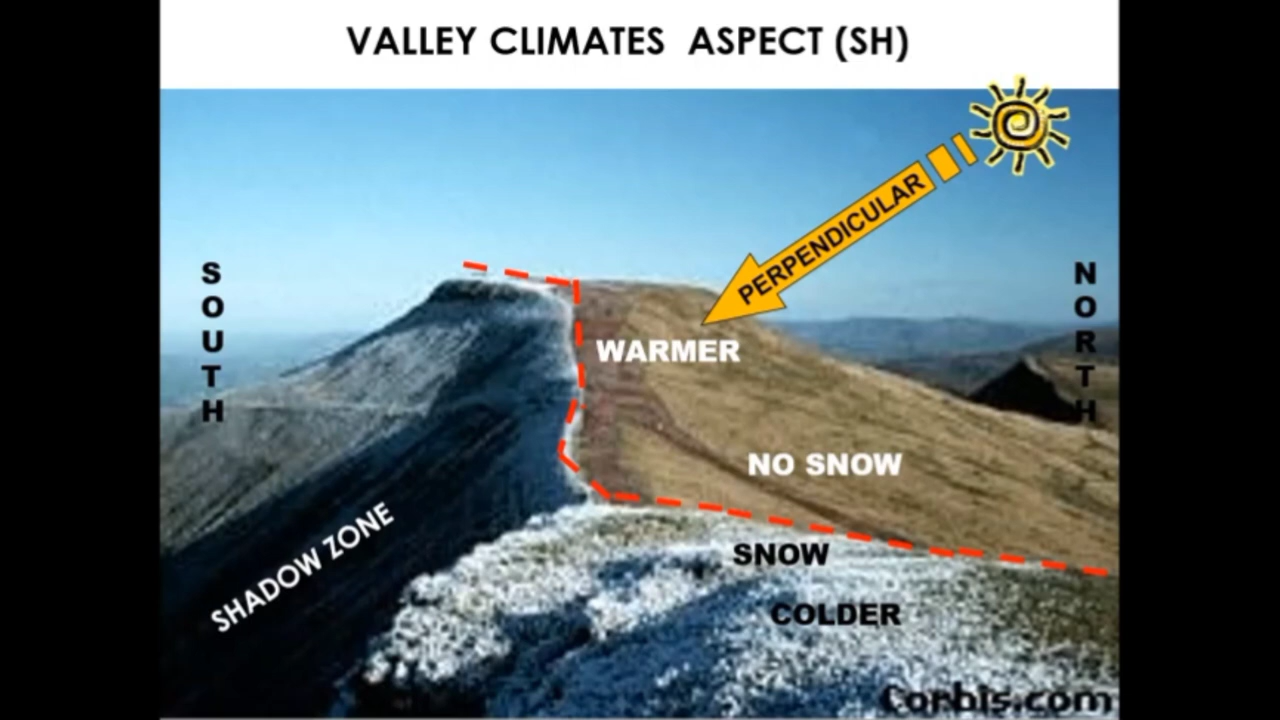 VALLEY CLIMATES ASPECT (SH)
PERPENDICULAR
SOUTH
NORTH
WARMER
NO SNOW
SHADOW ZONE
SNOW
COLDER
Corbis.com